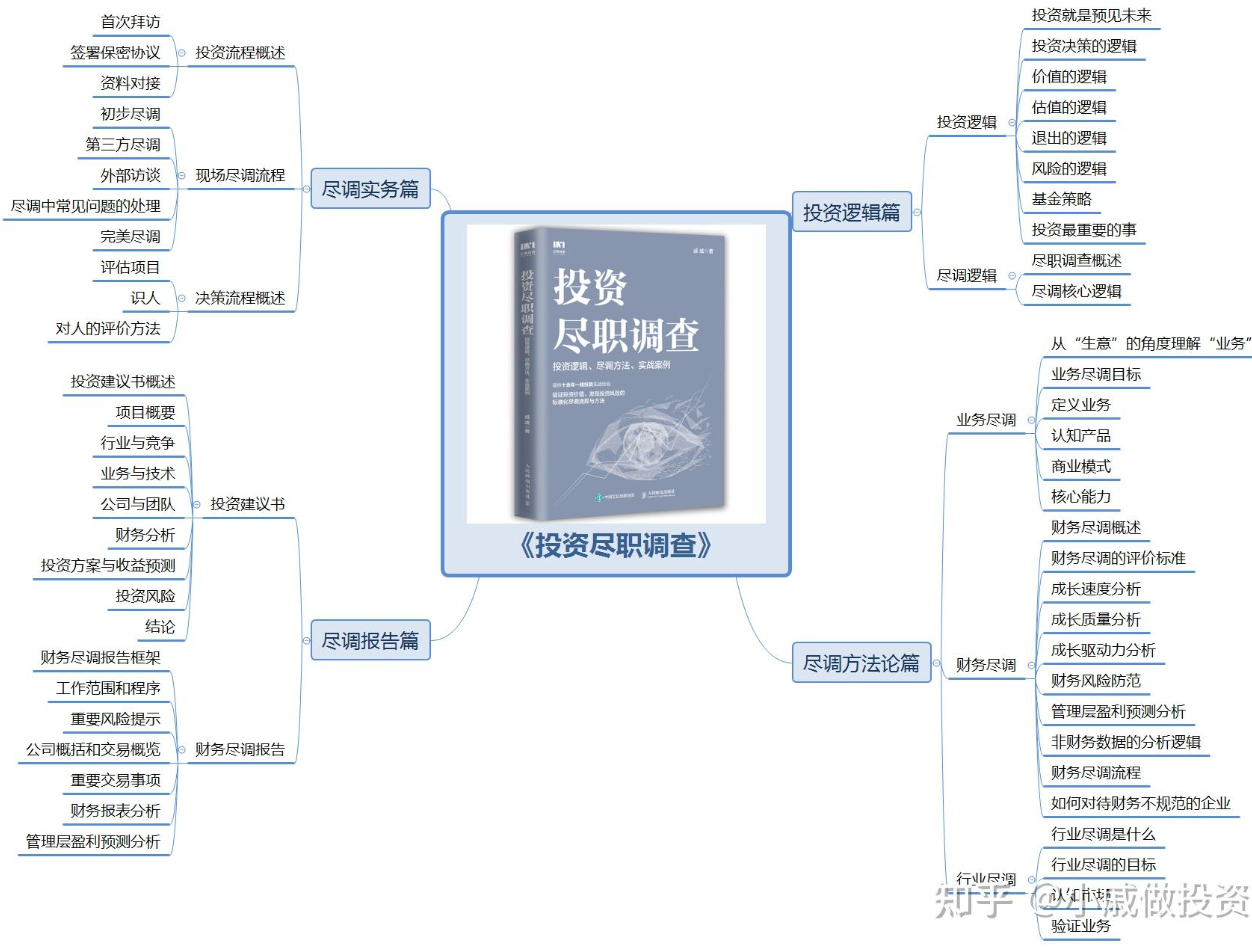 首次拜访
签署保密协议
资料对接
投资流程概述
初步尽调
第三方尽调
外部访谈
尽调中常见问题的处理
完美尽调
现场尽调流程
评估项目
识人
对人的评价方法
决策流程概述
尽调实务篇
投资建议书概述
项目概要
行业与竞争
业务与技术
公司与团队
财务分析
投资方案与收益预测
投资风险
结论
投资建议书
财务尽调报告框架
工作范围和程序
重要风险提示
公司概括和交易概览
重要交易事项
财务报表分析
管理层盈利预测分析
财务尽调报告
尽调报告篇
投资尽职调查
投资
尽职调查
投资逻辑、尽调方法、实战案例
《投资尽职调查》
投资逻辑篇
投资逻辑
投资就是预见未来
投资决策的逻辑
价值的逻辑
估值的逻辑
退出的逻辑
风险的逻辑
基金策略
投资最重要的事
尽调逻辑
尽职调查概述
尽调核心逻辑
尽调方法论篇
业务尽调
从“生意”的角度理解“业务”
业务尽调目标
定义业务
认知产品
商业模式
核心能力
财务尽调
财务尽调概述
财务尽调的评价标准
成长速度分析
成长质量分析
成长驱动力分析
财务风险防范
管理层盈利预测分析
非财务数据的分析逻辑
财务尽调流程
如何对待财务不规范的企业
行业尽调
行业尽调是什么
行业尽调的目标
认知市场
验证业务
知乎 @小戚做投资